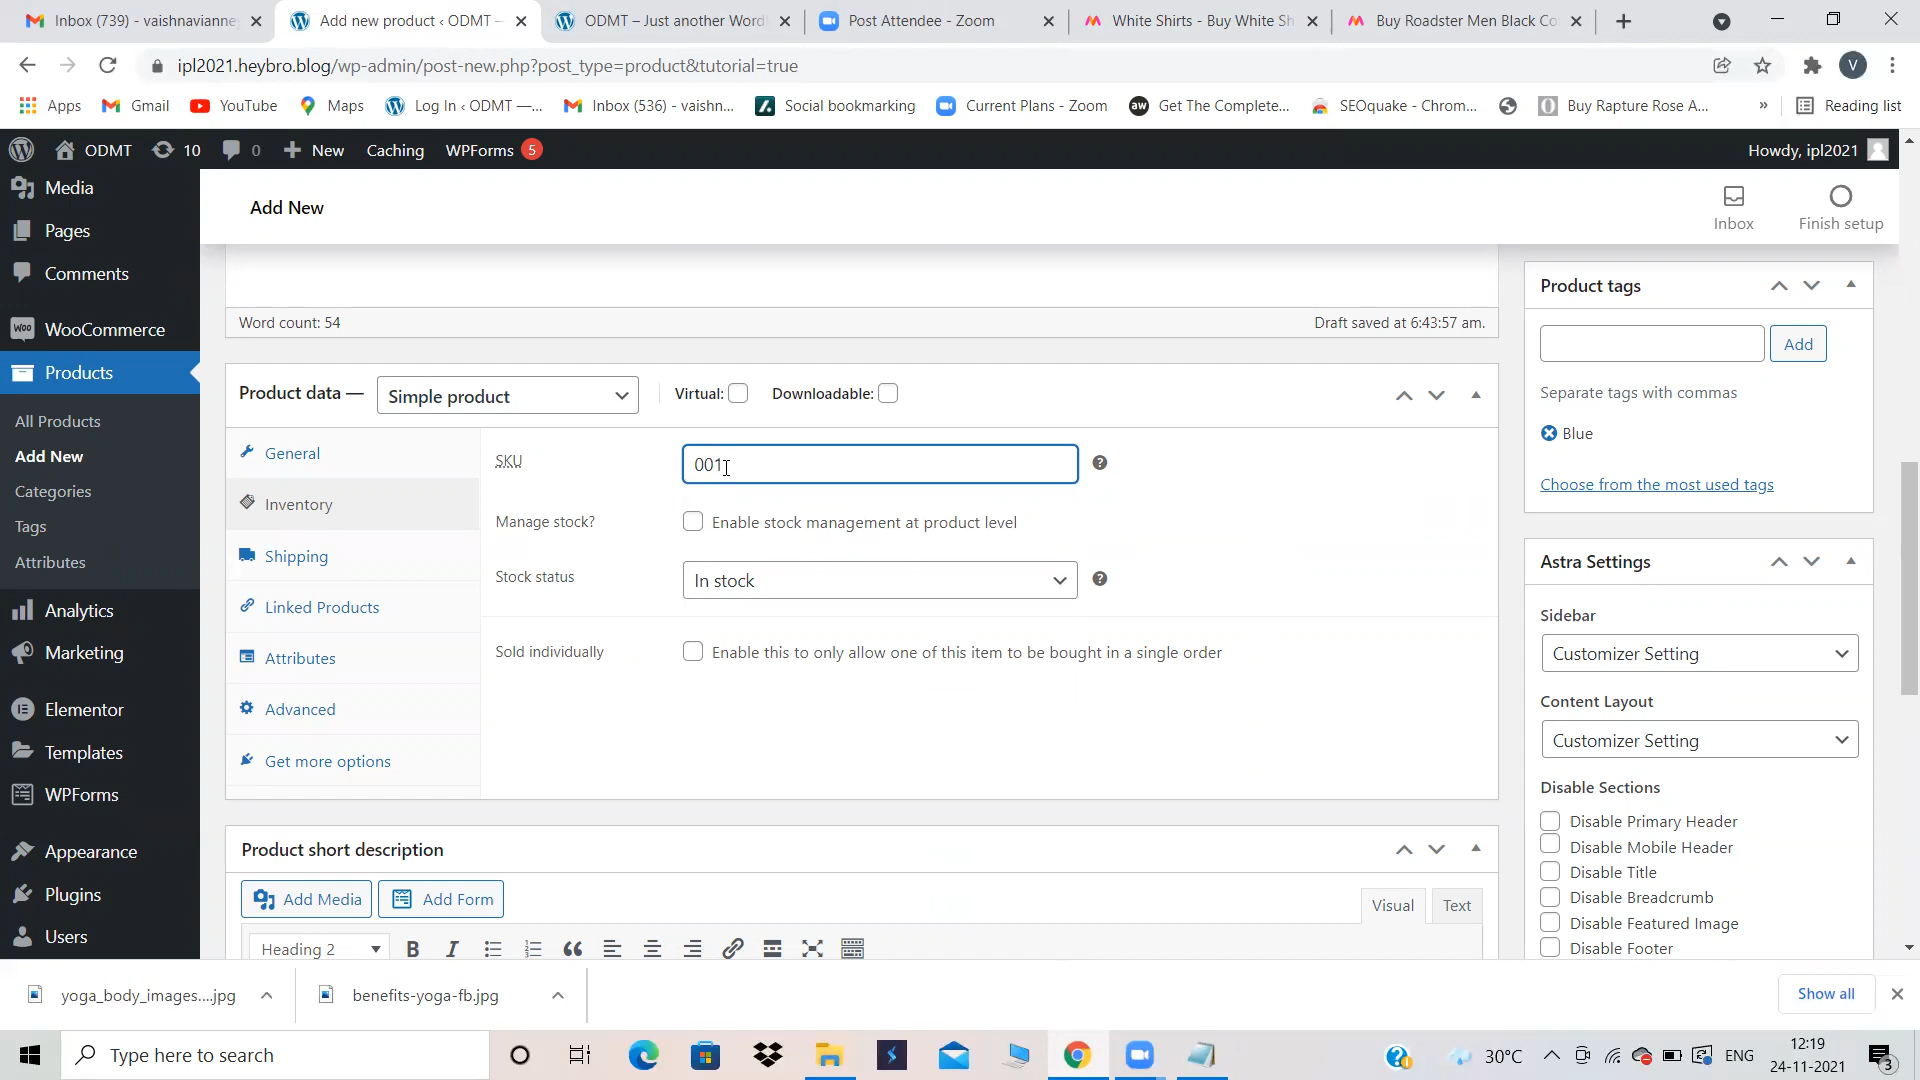 Inbox (739) - vaishnavianne
Add new product ‹ ODMT —
ODMT – Just another Word
Post Attendee - Zoom
White Shirts - Buy White Sh
Buy Roadster Men Black Co
ipl2021.heybro.blog/wp-admin/post-new.php?post_type=product&tutorial=true
V
Apps
Gmail
YouTube
Maps
Log In ‹ ODMT —...
Inbox (536) - vaishn...
Social bookmarking
Current Plans - Zoom
aw
Get The Complete...
SEOquake - Chrom...
Buy Rapture Rose A...
»
Reading list
ODMT
10
0
New
Caching
WPForms 5
Howdy, ipl2021
Media
Pages
Comments
WooCommerce
Products
All Products
Add New
Categories
Tags
Attributes
Analytics
Marketing
Elementor
Templates
WPForms
Appearance
Plugins
Users
Add New
Inbox
Finish setup
Word count: 54
Draft saved at 6:43:57 am.
Product data —
Simple product
Virtual:
Downloadable:
General
Inventory
Shipping
Linked Products
Attributes
Advanced
Get more options
SKU
001
Manage stock?
Enable stock management at product level
Stock status
In stock
Sold individually
Enable this to only allow one of this item to be bought in a single order
Product short description
Add Media
Add Form
Visual
Text
Heading 2
B
I
Product tags
Add
Separate tags with commas
Blue
Choose from the most used tags
Astra Settings
Sidebar
Customizer Setting
Content Layout
Customizer Setting
Disable Sections
Disable Primary Header
Disable Mobile Header
Disable Title
Disable Breadcrumb
Disable Featured Image
Disable Footer
yoga_body_images....jpg
benefits-yoga-fb.jpg
Show all
Type here to search
30°C
ENG
12:19
24-11-2021
3